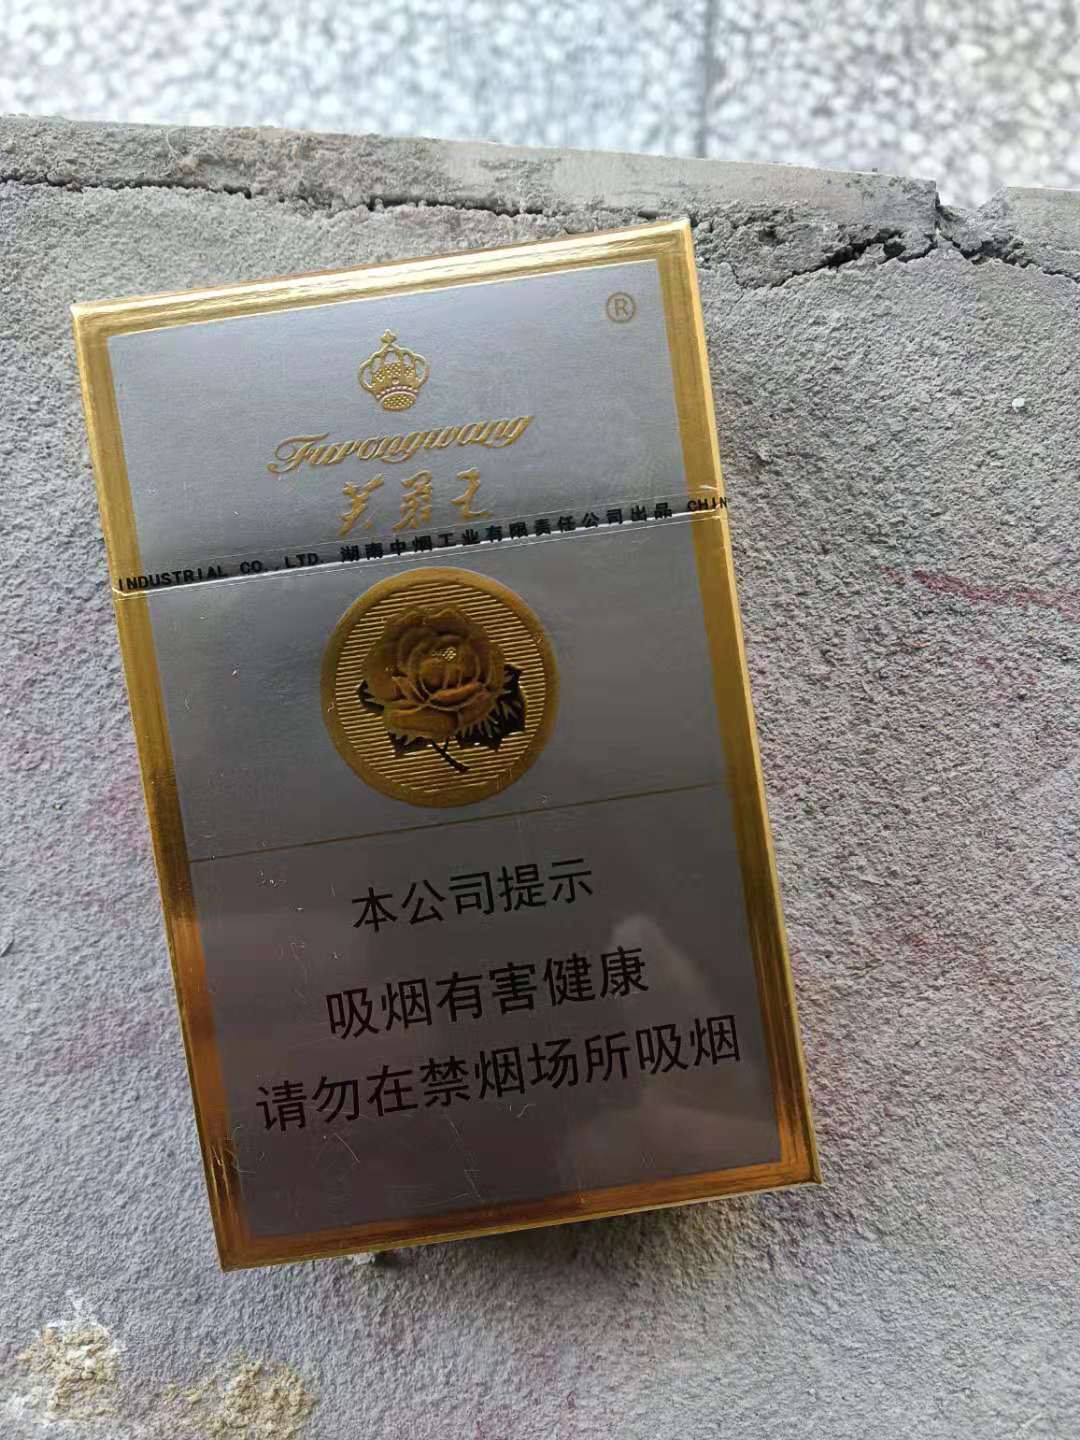 ®
Furongwang
芙蓉王
INDUSTRIAL CO.,LTD. 湖南中烟工业有限责任公司出品 CHIN
本公司提示
吸烟有害健康
请勿在禁烟场所吸烟